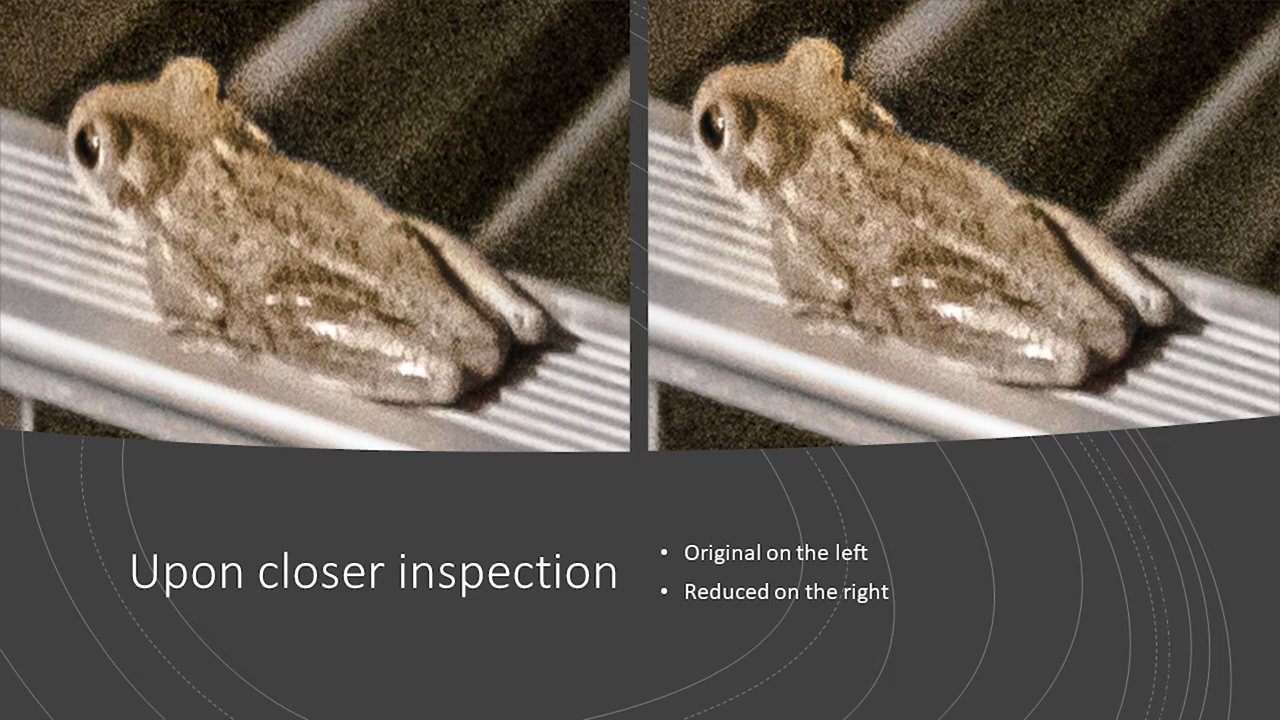 Upon closer inspection
• Original on the left
• Reduced on the right